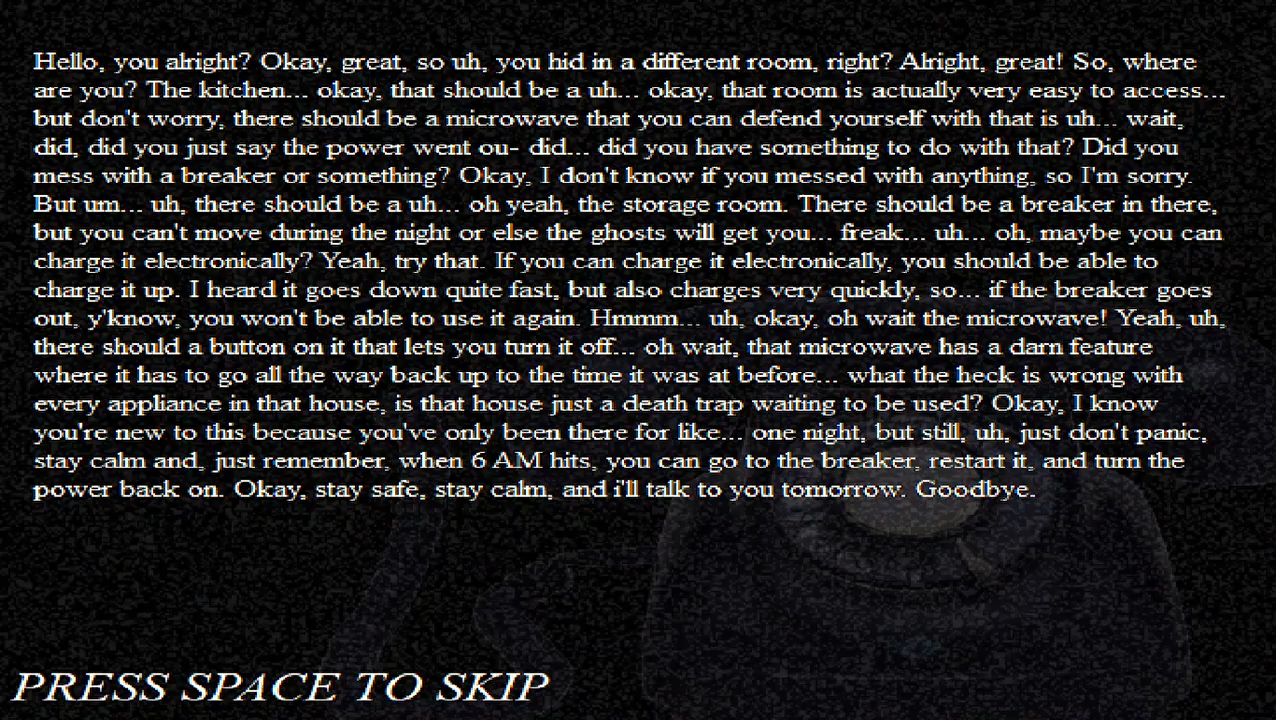 Hello, you alright? Okay, great, so uh, you hid in a different room, right? Alright, great! So, where
are you? The kitchen... okay, that should be a uh... okay, that room is actually very easy to access...
but don't worry, there should be a microwave that you can defend yourself with that is uh... wait,
did, did you just say the power went ou- did... did you have something to do with that? Did you
mess with a breaker or something? Okay, I don't know if you messed with anything, so I'm sorry.
But um... uh, there should be a uh... oh yeah, the storage room. There should be a breaker in there,
but you can't move during the night or else the ghosts will get you... freak... uh... oh, maybe you can
charge it electronically? Yeah, try that. If you can charge it electronically, you should be able to
charge it up. I heard it goes down quite fast, but also charges very quickly, so... if the breaker goes
out, y'know, you won't be able to use it again. Hmmm... uh, okay, oh wait the microwave! Yeah, uh,
there should a button on it that lets you turn it off... oh wait, that microwave has a darn feature
where it has to go all the way back up to the time it was at before... what the heck is wrong with
every appliance in that house, is that house just a death trap waiting to be used? Okay, I know
you're new to this because you've only been there for like... one night, but still, uh, just don't panic,
stay calm and, just remember, when 6 AM hits, you can go to the breaker, restart it, and turn the
power back on. Okay, stay safe, stay calm, and i'll talk to you tomorrow. Goodbye.
PRESS SPACE TO SKIP